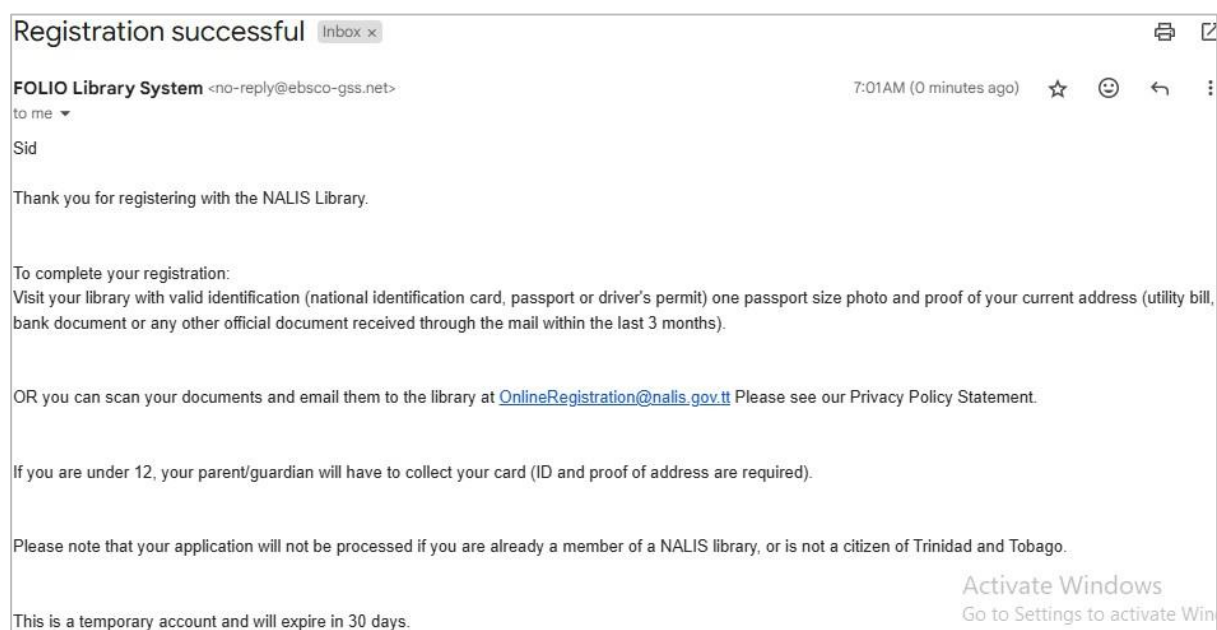 Registration successful Inbox ×
FOLIO Library System <no-reply@ebsco-gss.net> 7:01 AM (0 minutes ago)
to me
Sid
Thank you for registering with the NALIS Library.
To complete your registration:
Visit your library with valid identification (national identification card, passport or driver's permit) one passport size photo and proof of your current address (utility bill,
bank document or any other official document received through the mail within the last 3 months).
OR you can scan your documents and email them to the library at OnlineRegistration@nalis.gov.tt Please see our Privacy Policy Statement.
If you are under 12, your parent/guardian will have to collect your card (ID and proof of address are required).
Please note that your application will not be processed if you are already a member of a NALIS library, or is not a citizen of Trinidad and Tobago.
Activate Windows
Go to Settings to activate Win
This is a temporary account and will expire in 30 days.